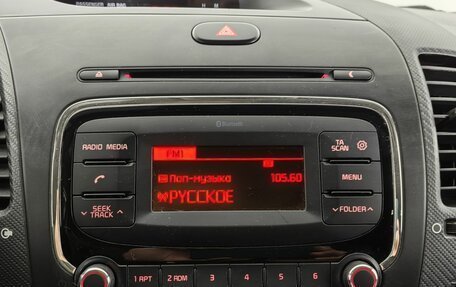 PASSENGER AIR BAG
H M
Bluetooth
RADIO MEDIA
TA
SCAN
FM1
Поп-музыка 105.60
РУССКОЕ
MENU
SEEK
TRACK
FOLDER
1 RPT 2 RDM 3 4 5 6